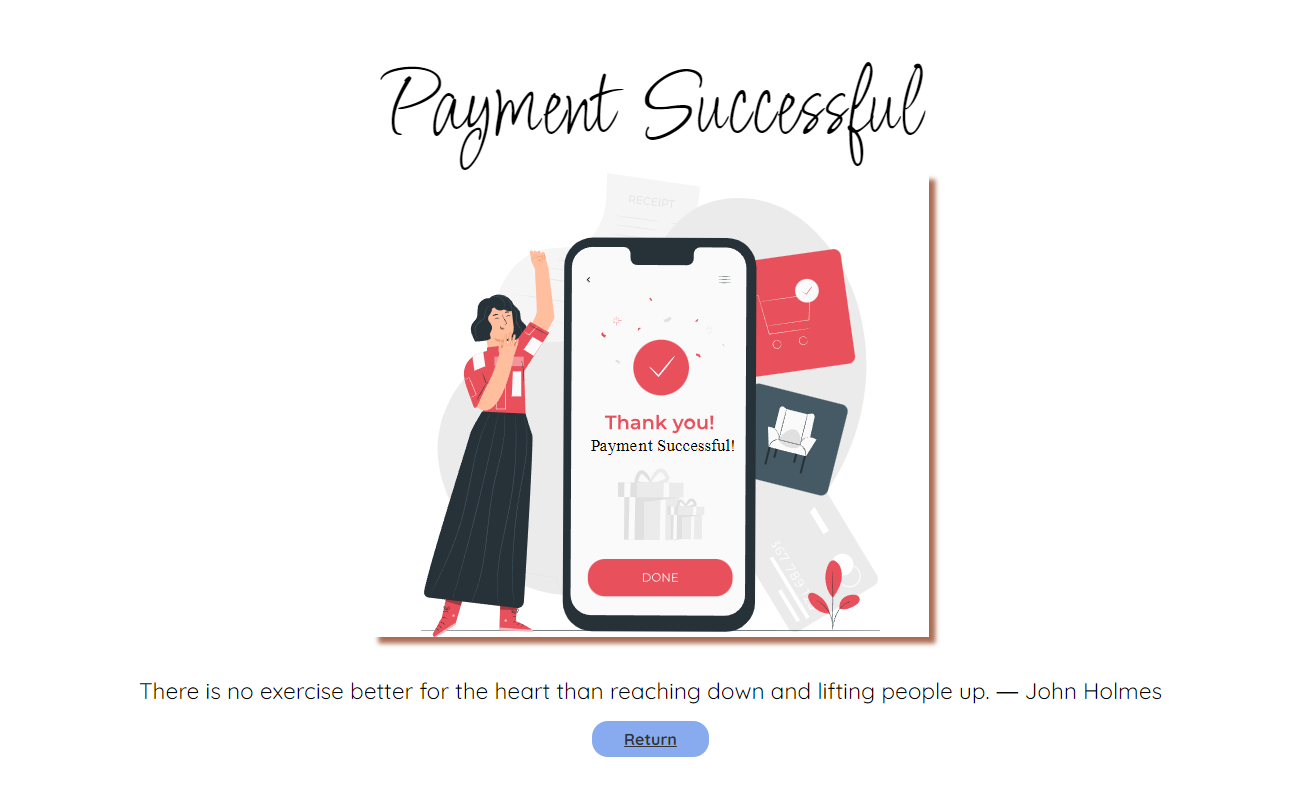 Payment Successful
RECEIPT
Thank you!
Payment Successful!
DONE
There is no exercise better for the heart than reaching down and lifting people up. — John Holmes
Return